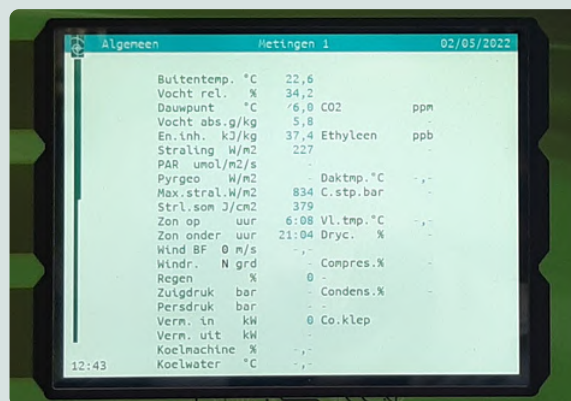 Algemeen Metingen 1 02/05/2022
Buitentemp. °C 22,6
Vocht rel. % 34,2
Dauwpunt °C 6,0 CO2 ppm
Vocht abs.g/kg 5,8
En.inh. kJ/kg 37,4 Ethyleen ppb
Straling W/m2 227
PAR umol/m2/s -
Pyrgeo W/m2 - Daktmp.°C -,-
Max.stral.W/m2 834 C.stp.bar -
Strl.som J/cm2 379
Zon op uur 6:08 Vl.tmp.°C -,-
Zon onder uur 21:04 Dryc. % -
Wind BF 0 m/s -,-
Windr. N grd - Compres.% -
Regen % 0 -
Zuigdruk bar - Condens.% -
Persdruk bar - -
Verm. in kW 0 Co.klep -
Verm. uit kW -
Koelmachine % -,- -
12:43 Koelwater °C -,- -